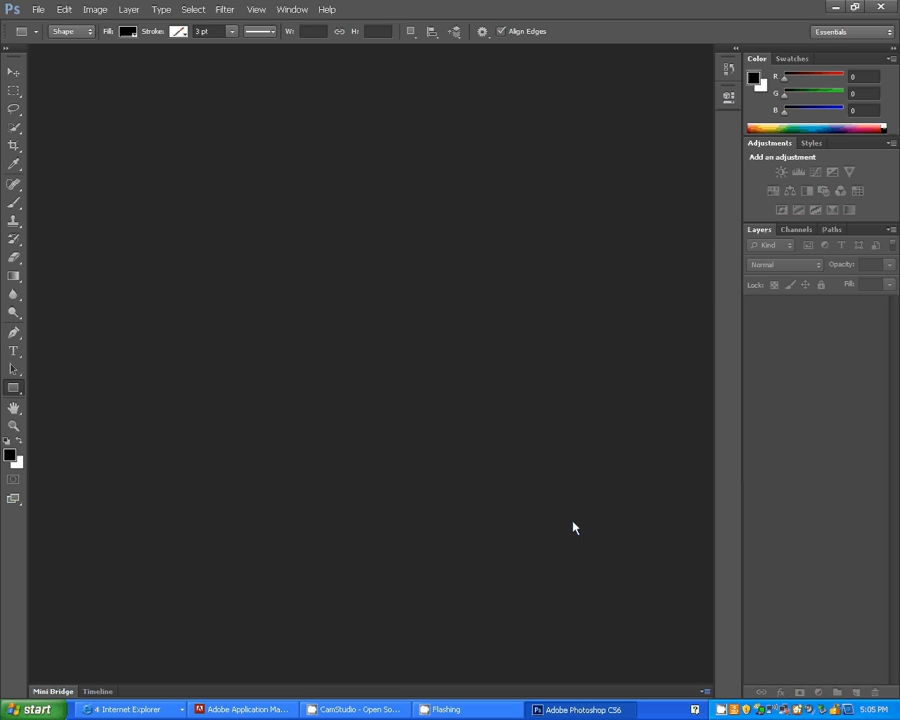 Ps File Edit Image Layer Type Select Filter View Window Help
Shape Fill: Stroke: 3 pt W: H: Align Edges Essentials
Color Swatches
R 0
G 0
B 0
Adjustments Styles
Add an adjustment
Layers Channels Paths
Kind
Normal Opacity:
Lock: Fill:
Mini Bridge Timeline
start 4 Internet Explorer Adobe Application Ma... CamStudio - Open So... Flashing Ps Adobe Photoshop CS6 5:05 PM